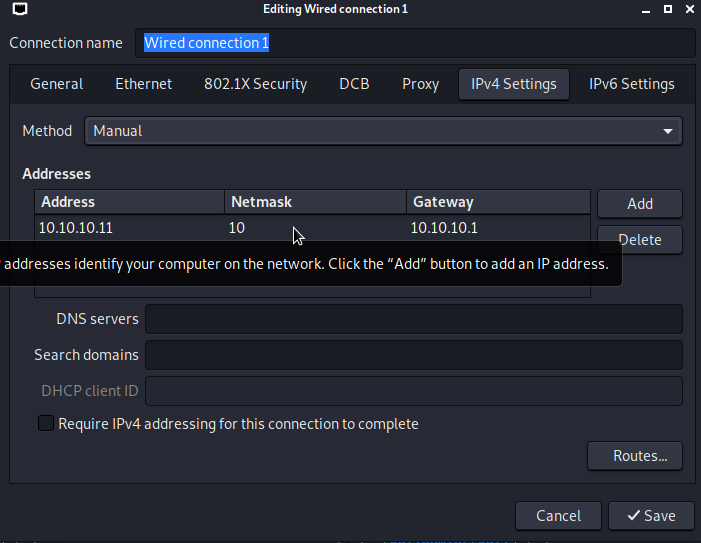 Editing Wired connection 1
Connection name Wired connection 1
General Ethernet 802.1X Security DCB Proxy IPv4 Settings IPv6 Settings
Method Manual
Addresses
Address Netmask Gateway Add
10.10.10.11 10 10.10.10.1
Delete
addresses identify your computer on the network. Click the “Add” button to add an IP address.
DNS servers
Search domains
DHCP client ID
Require IPv4 addressing for this connection to complete
Routes...
Cancel Save